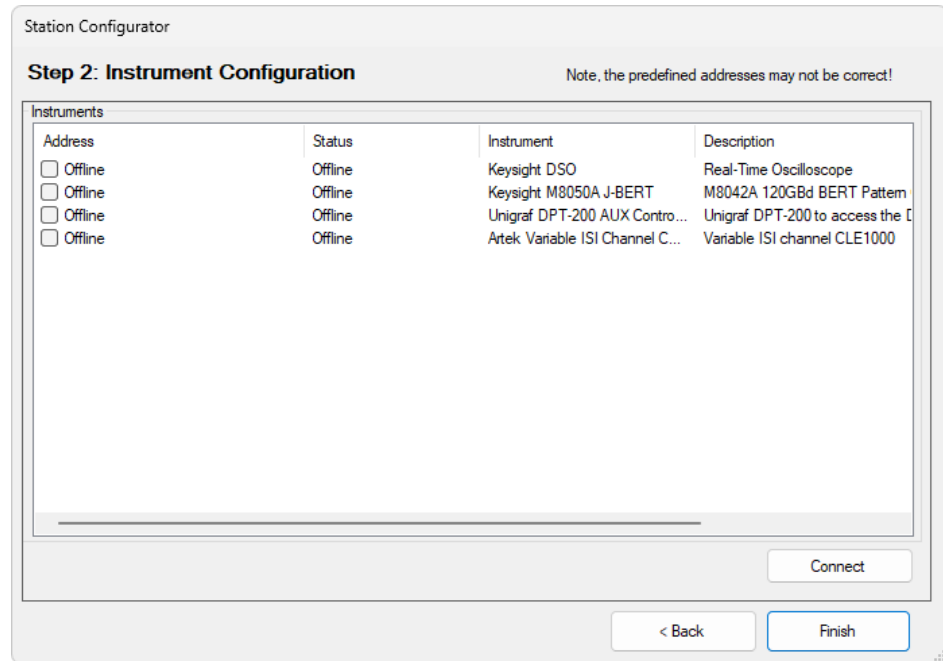 Station Configurator
Step 2: Instrument Configuration Note, the predefined addresses may not be correct!
Instruments
Address Status Instrument Description
Offline Offline Keysight DSO Real-Time Oscilloscope
Offline Offline Keysight M8050A J-BERT M8042A 120GBd BERT Pattern
Offline Offline Unigraf DPT-200 AUX Contro... Unigraf DPT-200 to access the
Offline Offline Artek Variable ISI Channel C... Variable ISI channel CLE1000
Connect
< Back Finish